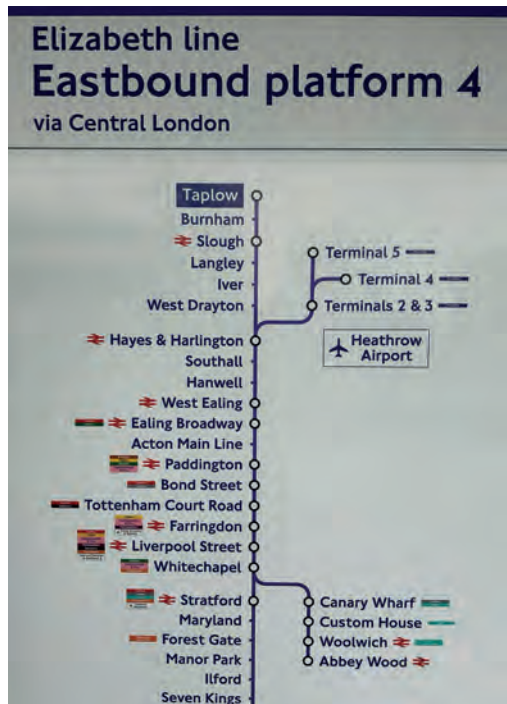 Elizabeth line
Eastbound platform 4
via Central London
Taplow
Burnham
Slough
Langley
Iver
West Drayton
Terminal 5
Terminal 4
Terminals 2 & 3
Heathrow
Airport
Hayes & Harlington
Southall
Hanwell
West Ealing
Ealing Broadway
Acton Main Line
Paddington
Bond Street
Tottenham Court Road
Farringdon
Liverpool Street
Whitechapel
Stratford
Maryland
Forest Gate
Manor Park
Ilford
Seven Kings
Canary Wharf
Custom House
Woolwich
Abbey Wood